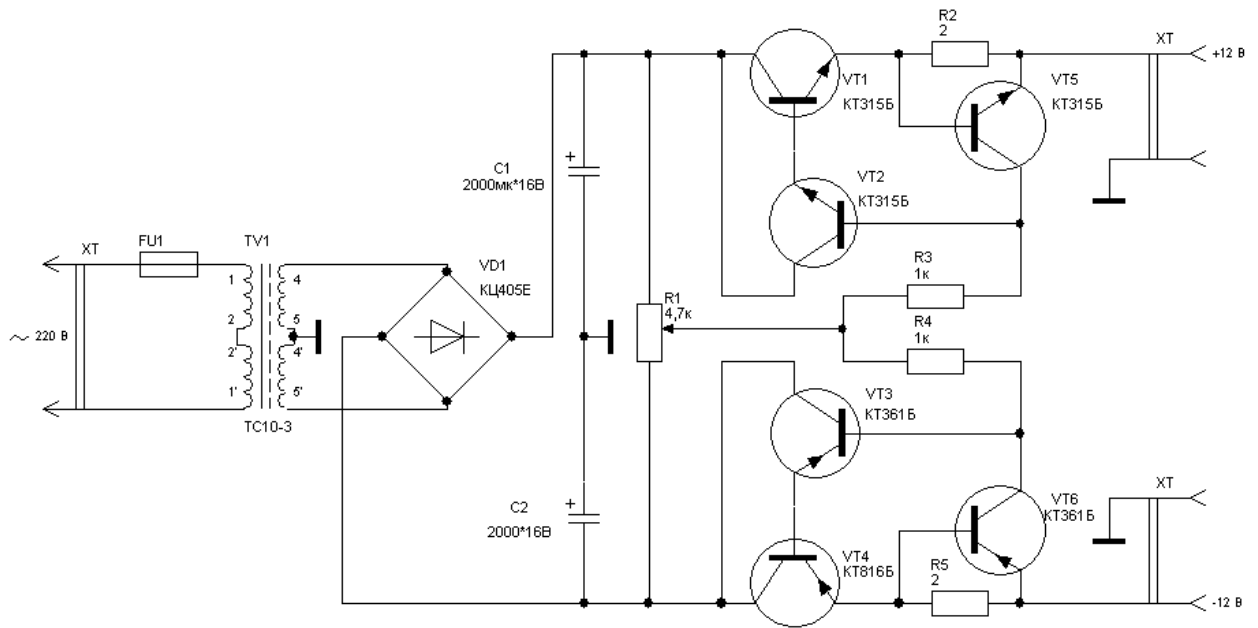 R2
2
XT
+12 В
VT1
КТ315Б
VT5
КТ315Б
C1
2000мк*16В
+
VT2
КТ315Б
XT
FU1
TV1
VD1
КЦ405Е
1
4
R3
1к
R1
4,7к
2
5
R4
1к
~ 220 В
2'
4'
1'
5'
TC10-3
VT3
КТ361Б
C2
2000*16В
+
VT6
КТ361Б
XT
VT4
КТ816Б
R5
2
-12 В